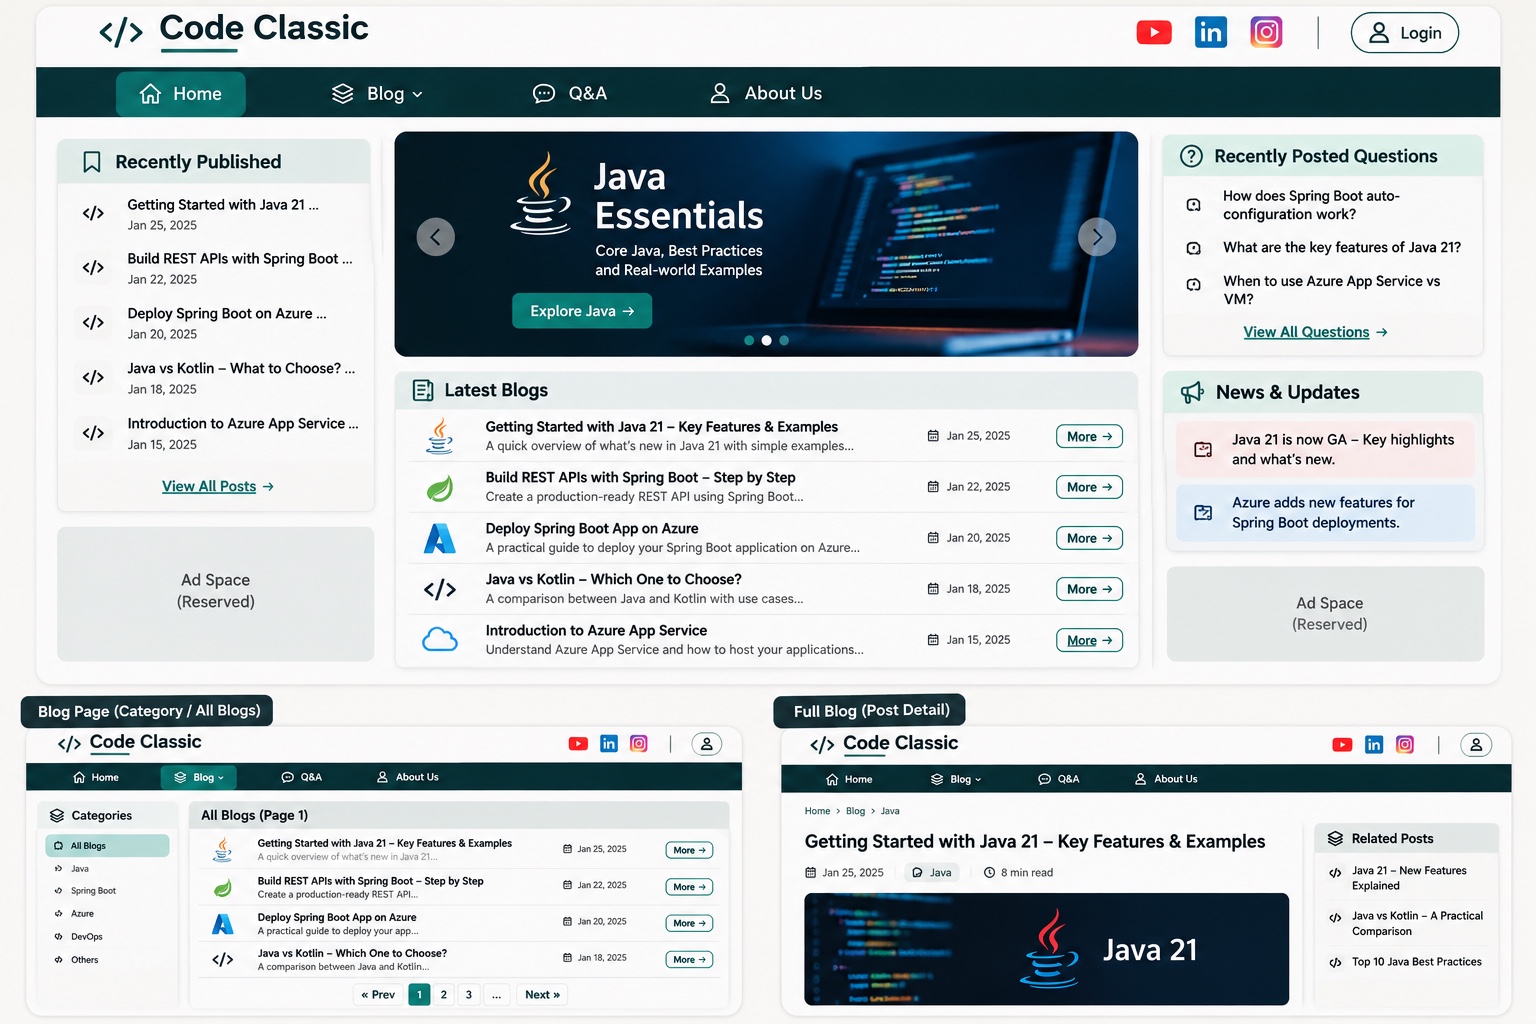 </> Code Classic
in
Login
Home
Blog
Q&A
About Us
Recently Published
</> Getting Started with Java 21 ...
Jan 25, 2025
</> Build REST APIs with Spring Boot ...
Jan 22, 2025
</> Deploy Spring Boot on Azure ...
Jan 20, 2025
</> Java vs Kotlin – What to Choose? ...
Jan 18, 2025
</> Introduction to Azure App Service ...
Jan 15, 2025
View All Posts →
Ad Space
(Reserved)
Java
Essentials
Core Java, Best Practices
and Real-world Examples
Explore Java →
Latest Blogs
Getting Started with Java 21 – Key Features & Examples
A quick overview of what's new in Java 21 with simple examples...
Jan 25, 2025
More →
Build REST APIs with Spring Boot – Step by Step
Create a production-ready REST API using Spring Boot...
Jan 22, 2025
More →
Deploy Spring Boot App on Azure
A practical guide to deploy your Spring Boot application on Azure...
Jan 20, 2025
More →
</> Java vs Kotlin – Which One to Choose?
A comparison between Java and Kotlin with use cases...
Jan 18, 2025
More →
Introduction to Azure App Service
Understand Azure App Service and how to host your applications...
Jan 15, 2025
More →
Recently Posted Questions
How does Spring Boot auto-
configuration work?
What are the key features of Java 21?
When to use Azure App Service vs
VM?
View All Questions →
News & Updates
Java 21 is now GA – Key highlights
and what's new.
Azure adds new features for
Spring Boot deployments.
Ad Space
(Reserved)
Blog Page (Category / All Blogs)
</> Code Classic
in
Home
Blog
Q&A
About Us
Categories
All Blogs
Java
Spring Boot
Azure
DevOps
Others
All Blogs (Page 1)
Getting Started with Java 21 – Key Features & Examples
A quick overview of what's new in Java 21...
Jan 25, 2025
More →
Build REST APIs with Spring Boot – Step by Step
Create a production-ready REST API...
Jan 22, 2025
More →
Deploy Spring Boot App on Azure
A practical guide to deploy your app...
Jan 20, 2025
More →
</> Java vs Kotlin – Which One to Choose?
A comparison between Java and Kotlin...
Jan 18, 2025
More →
« Prev 1 2 3 ... Next »
Full Blog (Post Detail)
</> Code Classic
in
Home
Blog
Q&A
About Us
Home > Blog > Java
Getting Started with Java 21 – Key Features & Examples
Jan 25, 2025
Java
8 min read
Java 21
Related Posts
</> Java 21 – New Features
Explained
</> Java vs Kotlin – A Practical
Comparison
</> Top 10 Java Best Practices